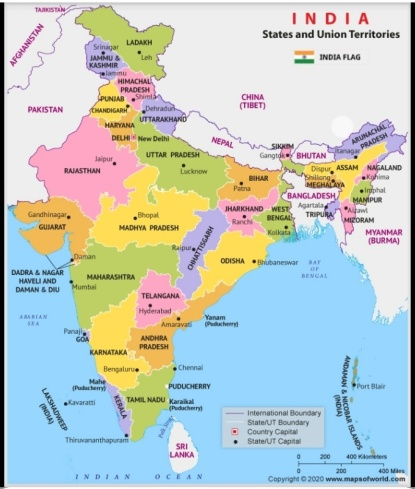 INDIA
States and Union Territories
INDIA FLAG
TAJIKISTAN
AFGHANISTAN
PAKISTAN
CHINA
(TIBET)
NEPAL
BHUTAN
BANGLADESH
MYANMAR
(BURMA)
SRI
LANKA
LADAKH
Leh
Srinagar
JAMMU &
KASHMIR
Jammu
HIMACHAL
PRADESH
Shimla
PUNJAB
CHANDIGARH
Dehradun
UTTARAKHAND
HARYANA
DELHI
New Delhi
RAJASTHAN
Jaipur
UTTAR PRADESH
Lucknow
BIHAR
Patna
SIKKIM
Gangtok
ARUNACHAL
PRADESH
Itanagar
ASSAM
Dispur
NAGALAND
Kohima
Shillong
MEGHALAYA
Imphal
MANIPUR
Agartala
TRIPURA
Aizawl
MIZORAM
GUJARAT
Gandhinagar
MADHYA PRADESH
Bhopal
JHARKHAND
Ranchi
WEST
BENGAL
Kolkata
CHHATTISGARH
Raipur
ODISHA
Bhubaneswar
Daman
DADRA & NAGAR
HAVELI AND
DAMAN & DIU
MAHARASHTRA
Mumbai
TELANGANA
Hyderabad
Amaravati
Yanam
(Puducherry)
ANDHRA
PRADESH
Panaji
GOA
KARNATAKA
Bengaluru
Chennai
Mahe
(Puducherry)
PUDUCHERRY
Karaikal
(Puducherry)
TAMIL NADU
KERALA
Thiruvananthapuram
LAKSHADWEEP
(INDIA)
Kavaratti
ANDAMAN & NICOBAR ISLANDS
(INDIA)
Port Blair
ARABIAN
SEA
BAY
OF
BENGAL
INDIAN OCEAN
International Boundary
State/UT Boundary
Country Capital
State/UT Capital
0 200 400 Kilometers
0 200 400 Miles
Copyright © 2020 www.mapsofworld.com